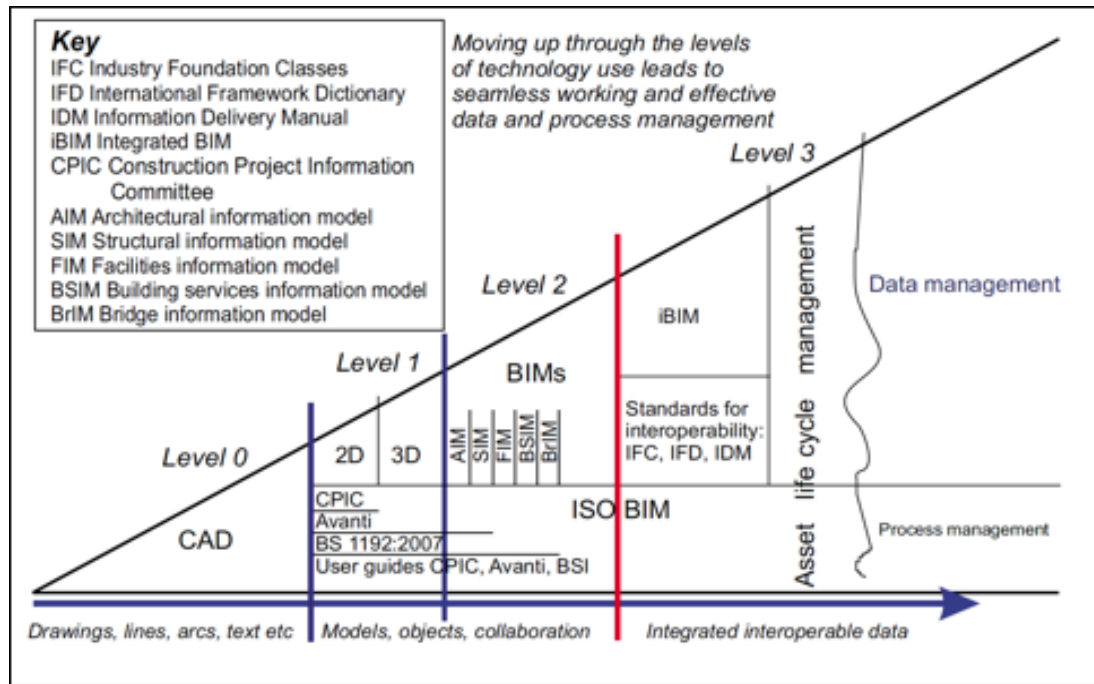 Key
IFC Industry Foundation Classes
IFD International Framework Dictionary
IDM Information Delivery Manual
iBIM Integrated BIM
CPIC Construction Project Information
Committee
AIM Architectural information model
SIM Structural information model
FIM Facilities information model
BSIM Building services information model
BrIM Bridge information model
Moving up through the levels
of technology use leads to
seamless working and effective
data and process management
Level 3
Level 2
Level 1
Level 0
Data management
iBIM
BIMs
Standards for
interoperability:
IFC, IFD, IDM
2D
3D
AIM
SIM
FIM
BSIM
BrIM
Asset life cycle management
CPIC
Avanti
BS 1192:2007
User guides CPIC, Avanti, BSI
ISO BIM
CAD
Process management
Drawings, lines, arcs, text etc
Models, objects, collaboration
Integrated interoperable data